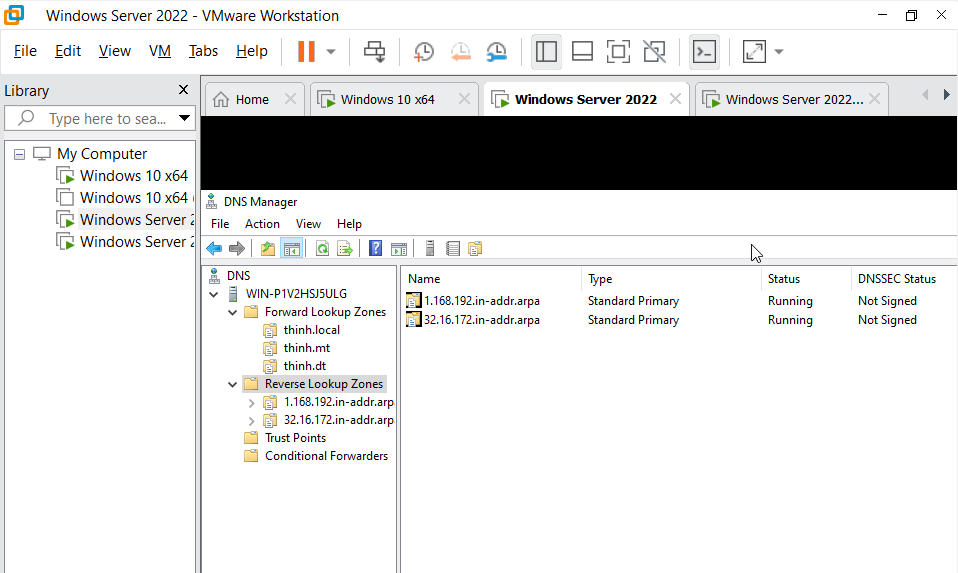 Windows Server 2022 - VMware Workstation
File Edit View VM Tabs Help
Library
Type here to sea...
My Computer
Windows 10 x64
Windows 10 x64
Windows Server 2
Windows Server 2
Home
Windows 10 x64
Windows Server 2022
Windows Server 2022...
DNS Manager
File Action View Help
DNS
WIN-P1V2HSJ5ULG
Forward Lookup Zones
thinh.local
thinh.mt
thinh.dt
Reverse Lookup Zones
1.168.192.in-addr.arp
32.16.172.in-addr.arp
Trust Points
Conditional Forwarders
Name Type Status DNSSEC Status
1.168.192.in-addr.arpa Standard Primary Running Not Signed
32.16.172.in-addr.arpa Standard Primary Running Not Signed